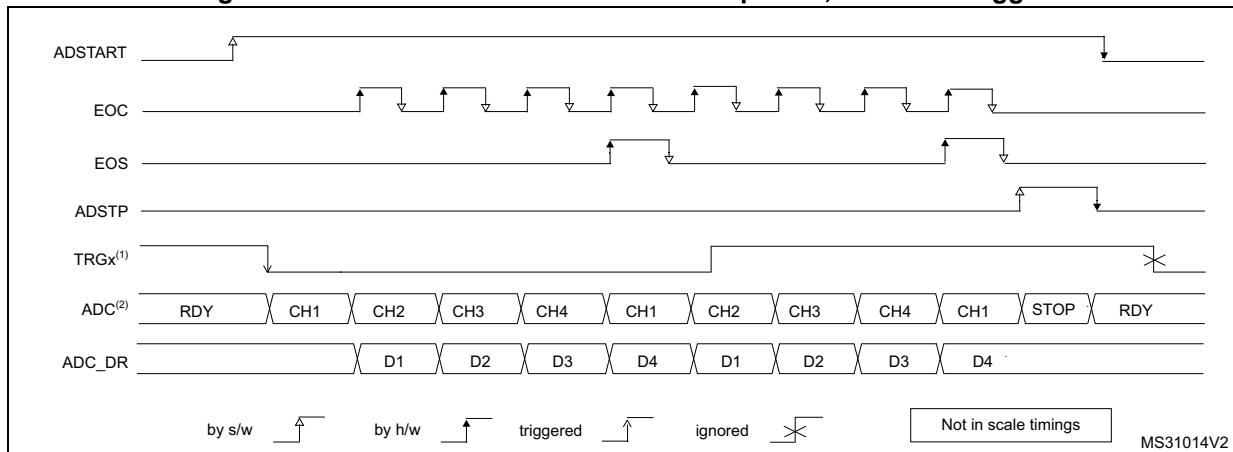 ADSTART
EOC
EOS
ADSTP
TRGx(1)
ADC(2) RDY CH1 CH2 CH3 CH4 CH1 CH2 CH3 CH4 CH1 STOP RDY
ADC_DR D1 D2 D3 D4 D1 D2 D3 D4
by s/w by h/w triggered ignored Not in scale timings
MS31014V2